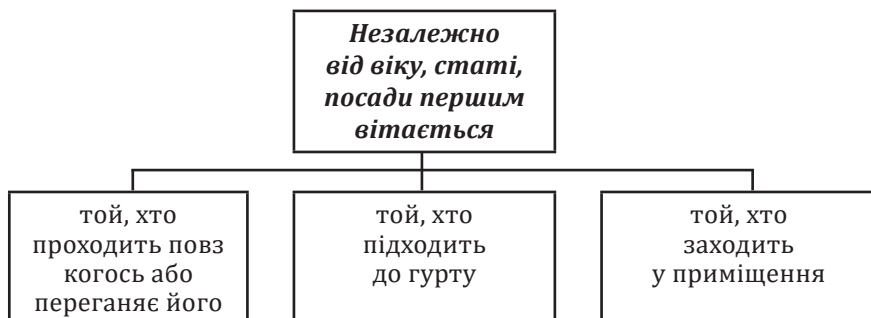 Незалежно
від віку, статі,
посади першим
вітається
той, хто
проходить повз
когось або
переганяє його
той, хто
підходить
до гурту
той, хто
заходить
у приміщення